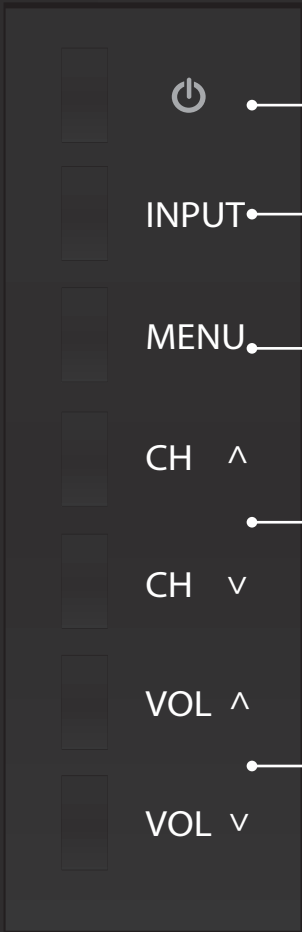 INPUT
MENU
CH ^
CH v
VOL ^
VOL v